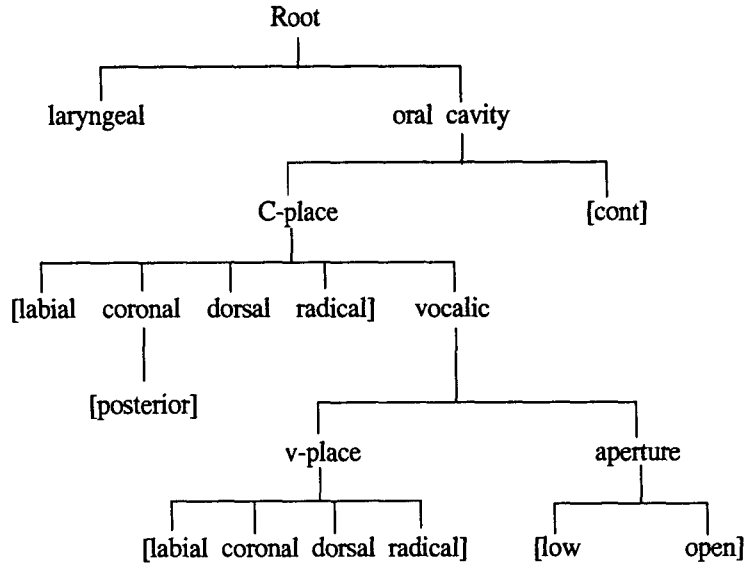 Root
laryngeal oral cavity
C-place [cont]
[labial coronal dorsal radical] vocalic
[posterior]
v-place aperture
[labial coronal dorsal radical] [low open]